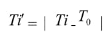 Ti′ = | Ti - T₀ |